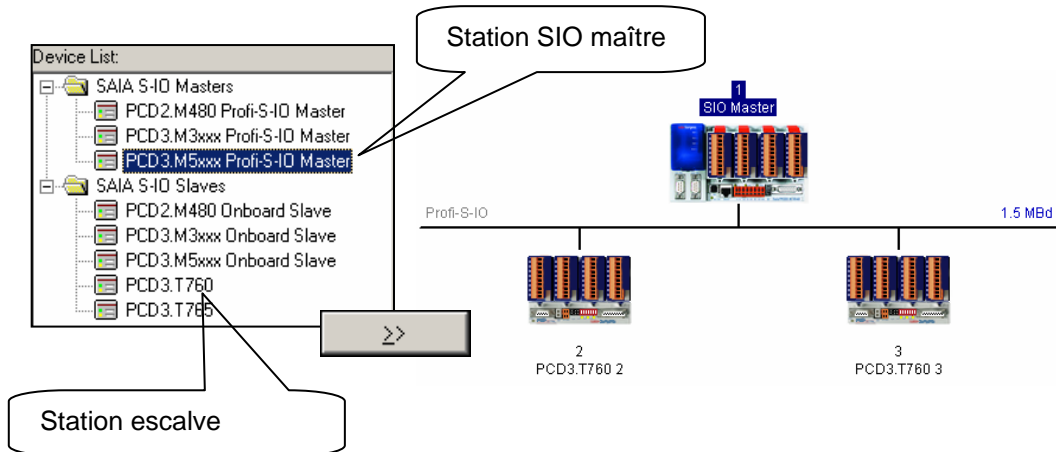 Station SIO maître
Device List:
SAIA S-IO Masters
PCD2.M480 Profi-S-IO Master
PCD3.M3xxx Profi-S-IO Master
PCD3.M5xxx Profi-S-IO Master
SAIA S-IO Slaves
PCD2.M480 Onboard Slave
PCD3.M3xxx Onboard Slave
PCD3.M5xxx Onboard Slave
PCD3.T760
PCD3.T765
>>
Station escalve
1
SIO Master
Profi-S-IO
1.5 MBd
2
PCD3.T760 2
3
PCD3.T760 3